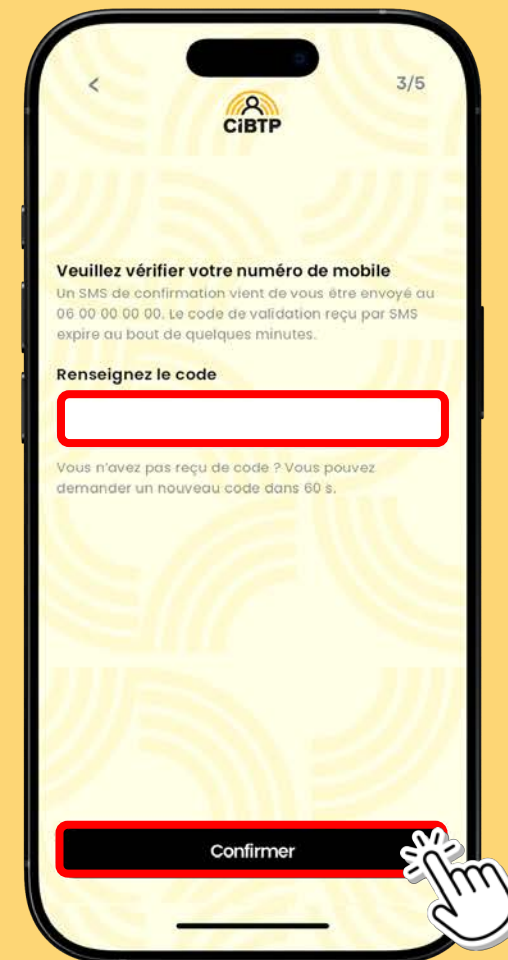 <
3/5
CiBTP
Veuillez vérifier votre numéro de mobile
Un SMS de confirmation vient de vous être envoyé au
06 00 00 00 00. Le code de validation reçu par SMS
expire au bout de quelques minutes.
Renseignez le code
Vous n'avez pas reçu de code ? Vous pouvez
demander un nouveau code dans 60 s.
Confirmer